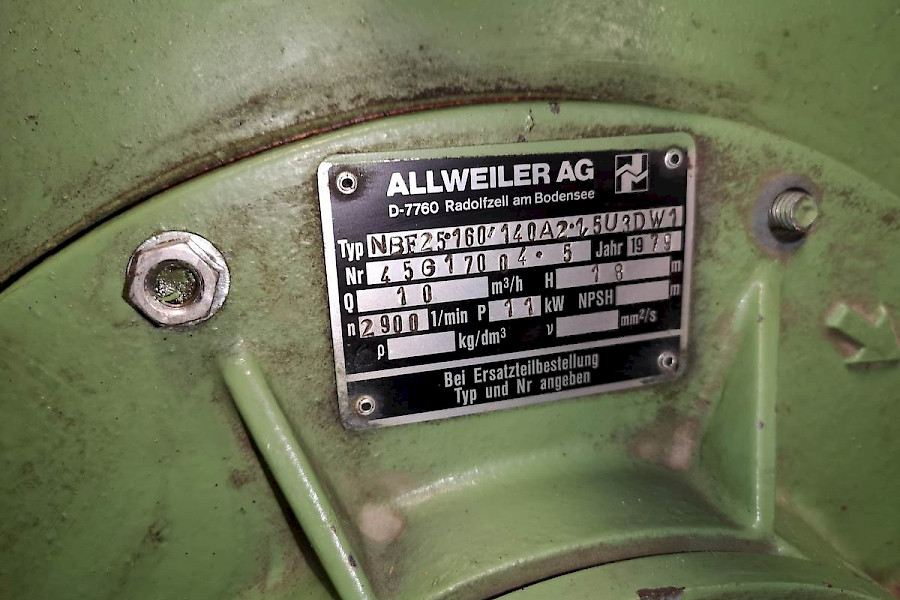 ALLWEILER AG
D-7760 Radolfzell am Bodensee
Typ NBF25·160/140A2·1,5U3DW1
Nr 45G17004·5 Jahr 1979
Q 10 m³/h H 18 m
n 2900 1/min P 11 kW NPSH m
ρ kg/dm³ ν mm²/s
Bei Ersatzteilbestellung
Typ und Nr angeben